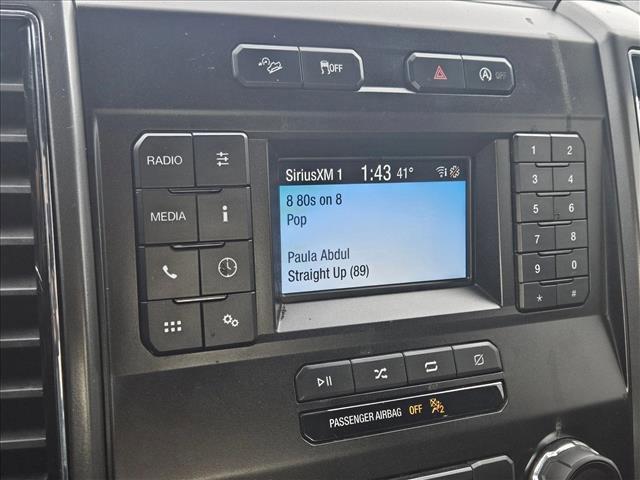 OFF
OFF
RADIO
MEDIA
i
SiriusXM 1 1:43 41°
8 80s on 8
Pop
Paula Abdul
Straight Up (89)
1 2
3 4
5 6
7 8
9 0
* #
PASSENGER AIRBAG OFF 2